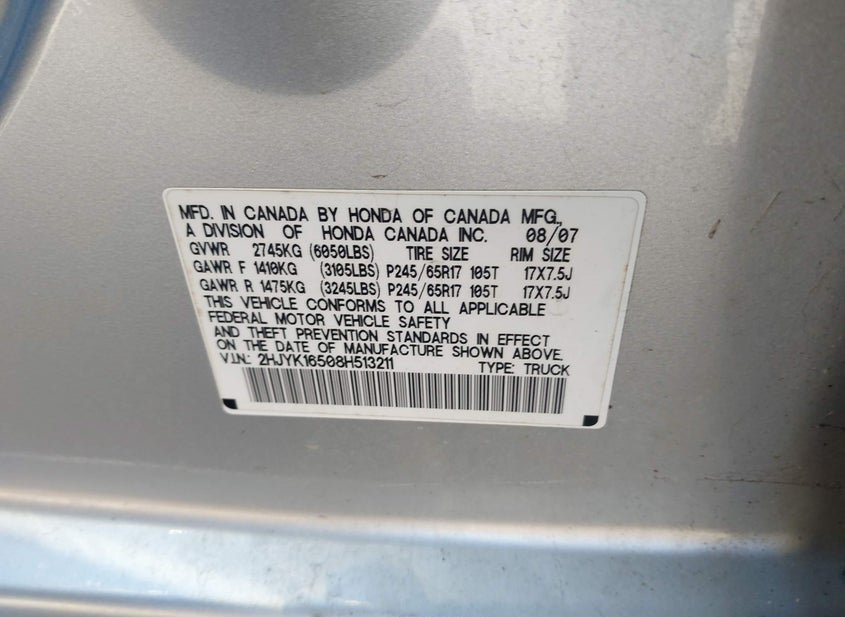 MFD. IN CANADA BY HONDA OF CANADA MFG.,
A DIVISION OF HONDA CANADA INC. 08/07
GVWR 2745KG (6050LBS) TIRE SIZE RIM SIZE
GAWR F 1410KG (3105LBS) P245/65R17 105T 17X7.5J
GAWR R 1475KG (3245LBS) P245/65R17 105T 17X7.5J
THIS VEHICLE CONFORMS TO ALL APPLICABLE
FEDERAL MOTOR VEHICLE SAFETY
AND THEFT PREVENTION STANDARDS IN EFFECT
ON THE DATE OF MANUFACTURE SHOWN ABOVE.
V.I.N.: 2HJYK16508H513211 TYPE: TRUCK